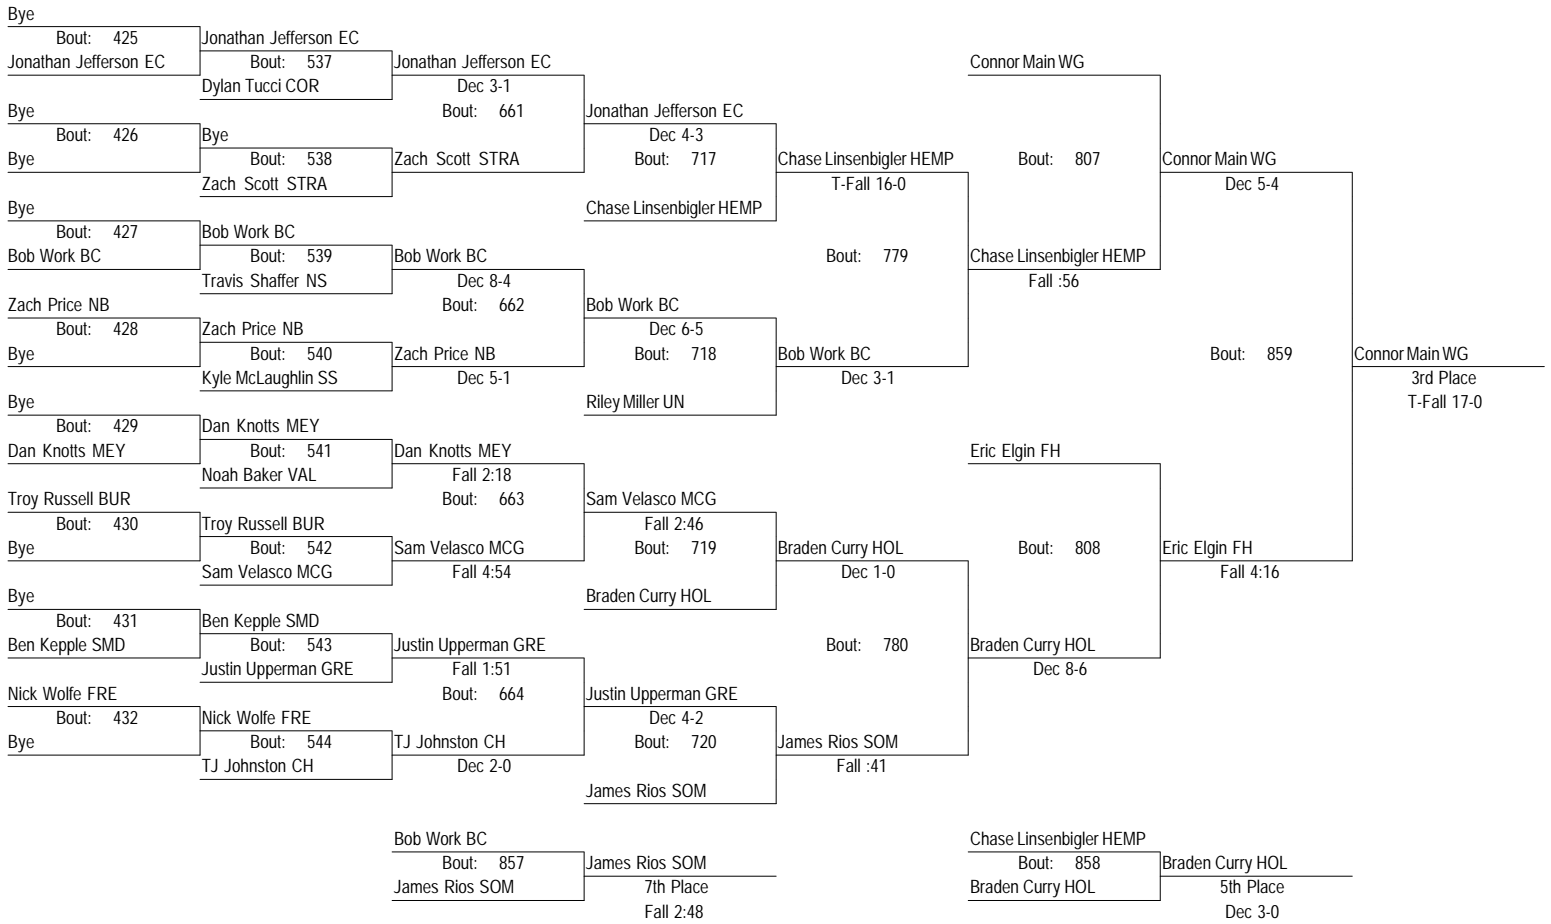 Bye
Bout: 425 Jonathan Jefferson EC
Jonathan Jefferson EC Bout: 537 Jonathan Jefferson EC Connor Main WG
Dylan Tucci COR Dec 3-1
Bye Bout: 661 Jonathan Jefferson EC
Bout: 426 Bye Dec 4-3
Bye Bout: 538 Zach Scott STRA Bout: 717 Chase Linsenbigler HEMP Bout: 807 Connor Main WG
Zach Scott STRA T-Fall 16-0 Dec 5-4
Bye Chase Linsenbigler HEMP
Bout: 427 Bob Work BC
Bob Work BC Bout: 539 Bob Work BC Bout: 779 Chase Linsenbigler HEMP
Travis Shaffer NS Dec 8-4 Fall :56
Zach Price NB Bout: 662 Bob Work BC
Bout: 428 Zach Price NB Dec 6-5
Bye Bout: 540 Zach Price NB Bout: 718 Bob Work BC Bout: 859 Connor Main WG
Kyle McLaughlin SS Dec 5-1 Dec 3-1 3rd Place
Bye Riley Miller UN T-Fall 17-0
Bout: 429 Dan Knotts MEY
Dan Knotts MEY Bout: 541 Dan Knotts MEY Eric Elgin FH
Noah Baker VAL Fall 2:18
Troy Russell BUR Bout: 663 Sam Velasco MCG
Bout: 430 Troy Russell BUR Fall 2:46
Bye Bout: 542 Sam Velasco MCG Bout: 719 Braden Curry HOL Bout: 808 Eric Elgin FH
Sam Velasco MCG Fall 4:54 Dec 1-0 Fall 4:16
Bye Braden Curry HOL
Bout: 431 Ben Kepple SMD
Ben Kepple SMD Bout: 543 Justin Upperman GRE Bout: 780 Braden Curry HOL
Justin Upperman GRE Fall 1:51 Dec 8-6
Nick Wolfe FRE Bout: 664 Justin Upperman GRE
Bout: 432 Nick Wolfe FRE Dec 4-2
Bye Bout: 544 TJ Johnston CH Bout: 720 James Rios SOM
TJ Johnston CH Dec 2-0 Fall :41
James Rios SOM
Bob Work BC Chase Linsenbigler HEMP
Bout: 857 James Rios SOM Bout: 858 Braden Curry HOL
James Rios SOM 7th Place Braden Curry HOL 5th Place
Fall 2:48 Dec 3-0